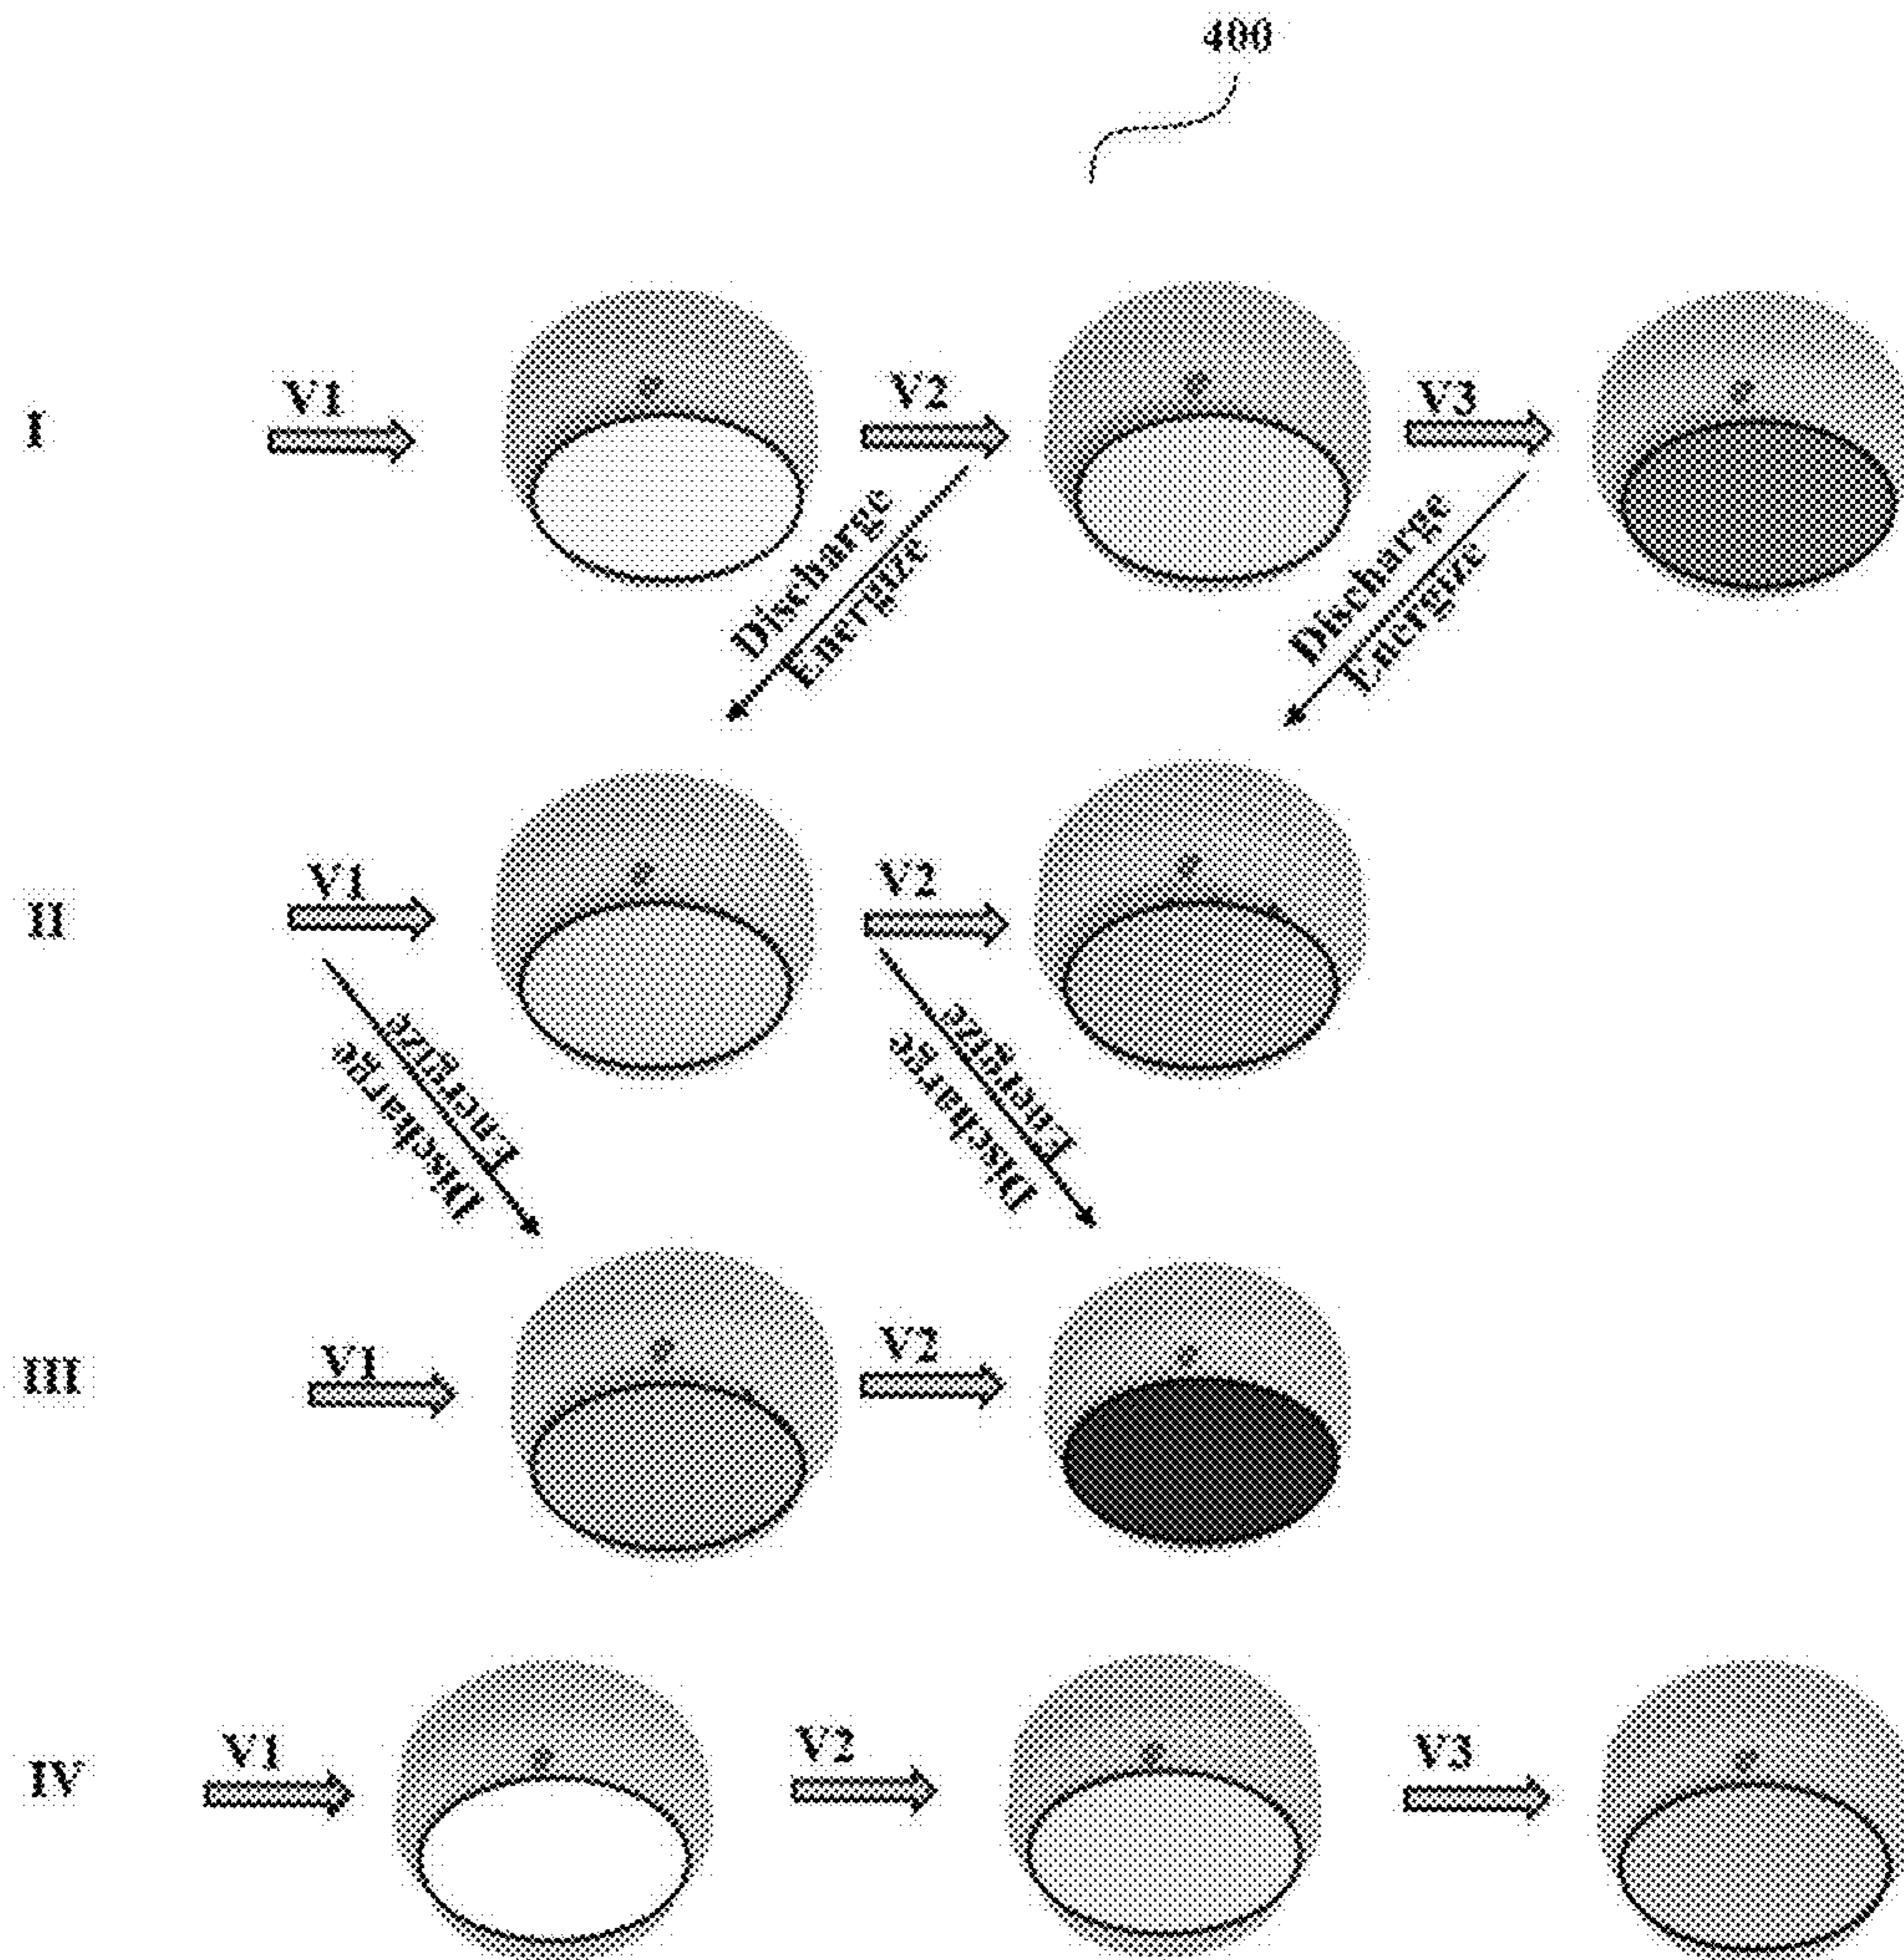 400
I V1 V2 V3
Discharge
Energize
Discharge
Energize
II V1 V2
Energize
Discharge
Energize
Discharge
III V1 V2
IV V1 V2 V3